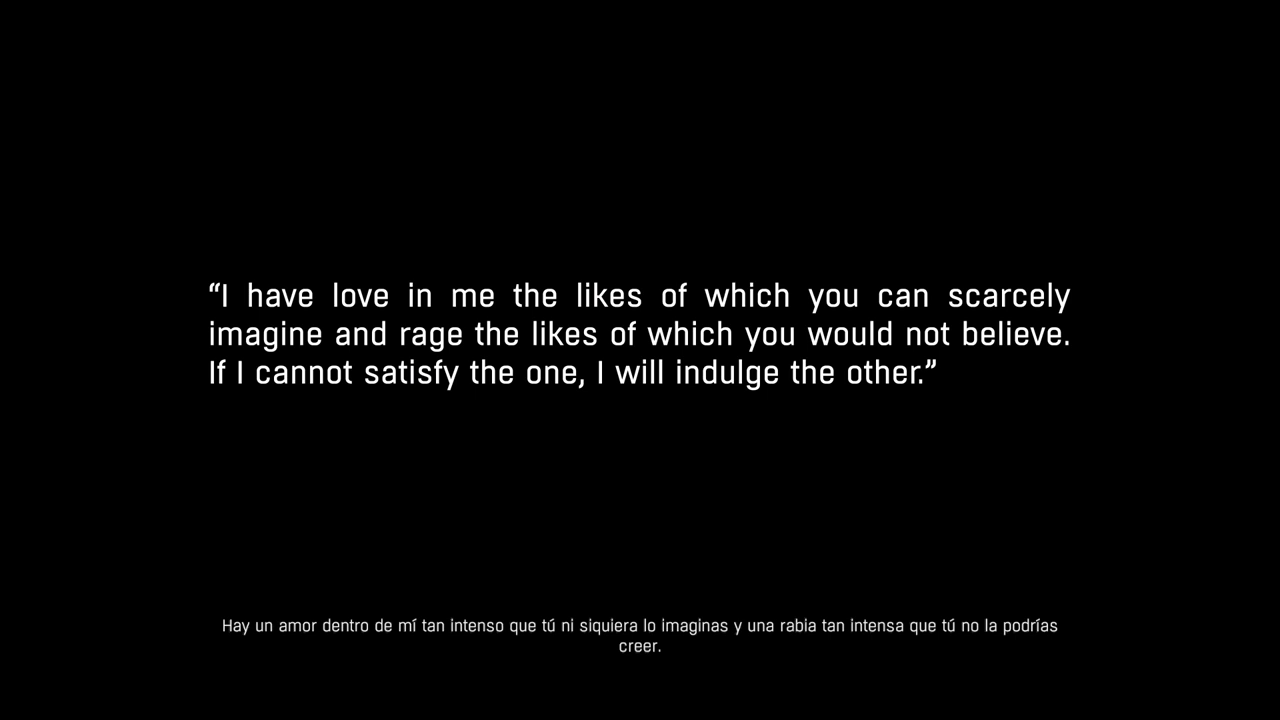 “I have love in me the likes of which you can scarcely
imagine and rage the likes of which you would not believe.
If I cannot satisfy the one, I will indulge the other.”
Hay un amor dentro de mí tan intenso que tú ni siquiera lo imaginas y una rabia tan intensa que tú no la podrías
creer.